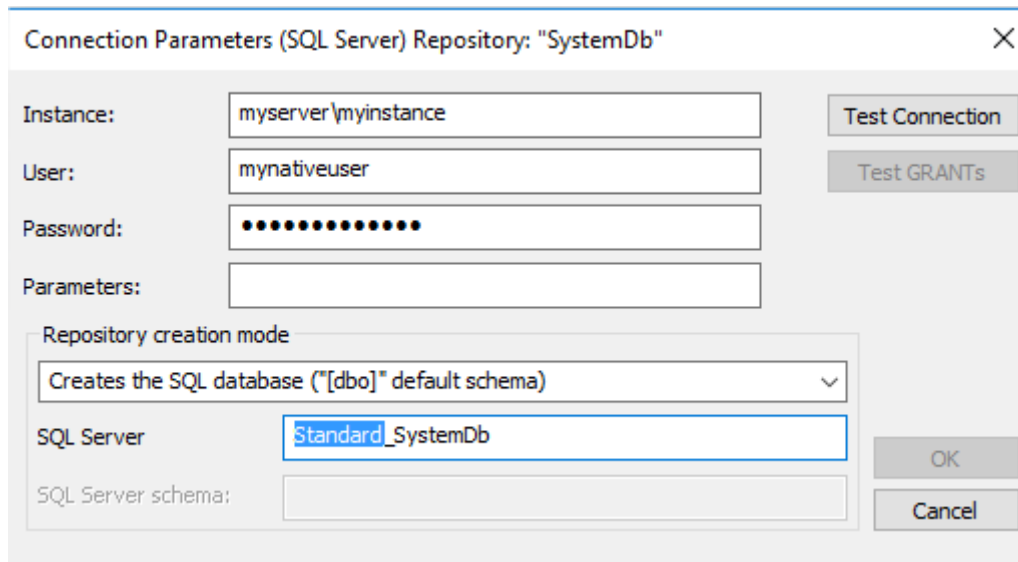 Connection Parameters (SQL Server) Repository: "SystemDb"
Instance: myserver\myinstance Test Connection
User: mynativeuser Test GRANTs
Password: •••••••••••••
Parameters:
Repository creation mode
Creates the SQL database ("[dbo]" default schema)
SQL Server Standard_SystemDb
OK
SQL Server schema:
Cancel